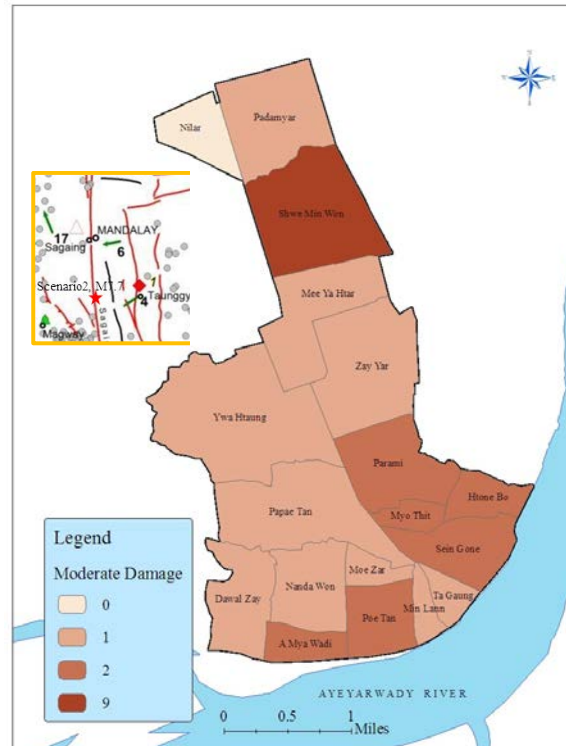 Nilar
Padamyar
Shwe Min Won
MANDALAY
17
Sagaing
6
Scenario2, M7.7
1
4
Taunggy
Sagai
Magway
Mee Ya Htar
Zay Yar
Ywa Htaung
Parami
Htone Bo
Myo Thit
Papae Tan
Sein Gone
Moe Zar
Nanda Won
Ta Gaung
Dawai Zay
Min Lann
Poe Tan
A Mya Wadi
Legend
Moderate Damage
0
1
2
9
AYEYARWADY RIVER
0 0.5 1
Miles